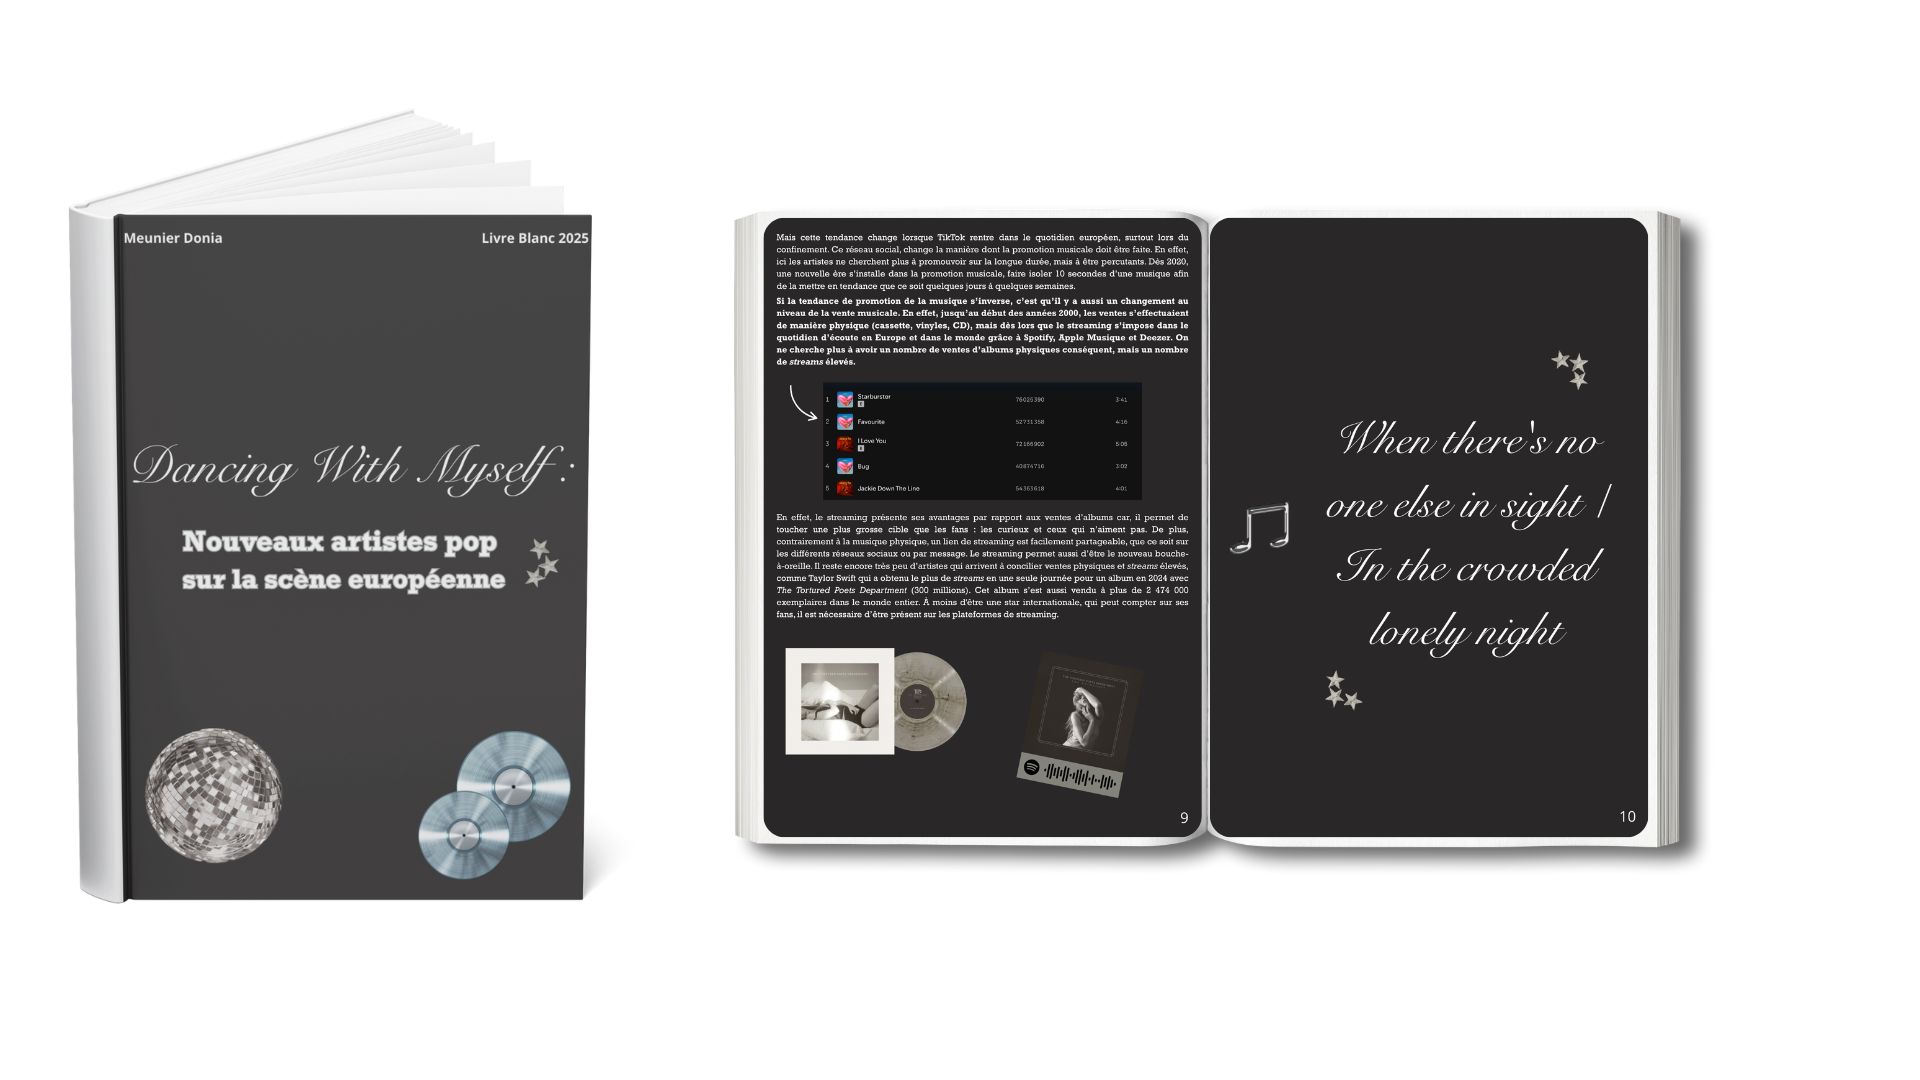 Meunier Donia
Livre Blanc 2025
Dancing With Myself :
Nouveaux artistes pop
sur la scène européenne
Mais cette tendance change lorsque TikTok rentre dans le quotidien européen, surtout lors du
confinement. Ce réseau social, change la manière dont la promotion musicale doit être faite. En effet,
ici les artistes ne cherchent plus à promouvoir sur la longue durée, mais à être percutants. Dès 2020,
une nouvelle ère s'installe dans la promotion musicale, faire isoler 10 secondes d'une musique afin
de la mettre en tendance que ce soit quelques jours à quelques semaines.
Si la tendance de promotion de la musique s'inverse, c'est qu'il y a aussi un changement au
niveau de la vente musicale. En effet, jusqu'au début des années 2000, les ventes s'effectuaient
de manière physique (cassette, vinyles, CD), mais dès lors que le streaming s'impose dans le
quotidien d'écoute en Europe et dans le monde grâce à Spotify, Apple Musique et Deezer. On
ne cherche plus à avoir un nombre de ventes d'albums physiques conséquent, mais un nombre
de streams élevés.
1 Starburster 76025390 3:41
2 Favourite 52731358 4:16
3 I Love You 72166902 5:06
4 Bug 40874716 3:02
5 Jackie Down The Line 54363618 4:01
En effet, le streaming présente ses avantages par rapport aux ventes d'albums car, il permet de
toucher une plus grosse cible que les fans : les curieux et ceux qui n'aiment pas. De plus,
contrairement à la musique physique, un lien de streaming est facilement partageable, que ce soit sur
les différents réseaux sociaux ou par message. Le streaming permet aussi d'être le nouveau bouche-
à-oreille. Il reste encore très peu d'artistes qui arrivent à concilier ventes physiques et streams élevés,
comme Taylor Swift qui a obtenu le plus de streams en une seule journée pour un album en 2024 avec
The Tortured Poets Department (300 millions). Cet album s'est aussi vendu à plus de 2 474 000
exemplaires dans le monde entier. À moins d'être une star internationale, qui peut compter sur ses
fans, il est nécessaire d'être présent sur les plateformes de streaming.
9
When there's no
one else in sight /
In the crowded
lonely night
10